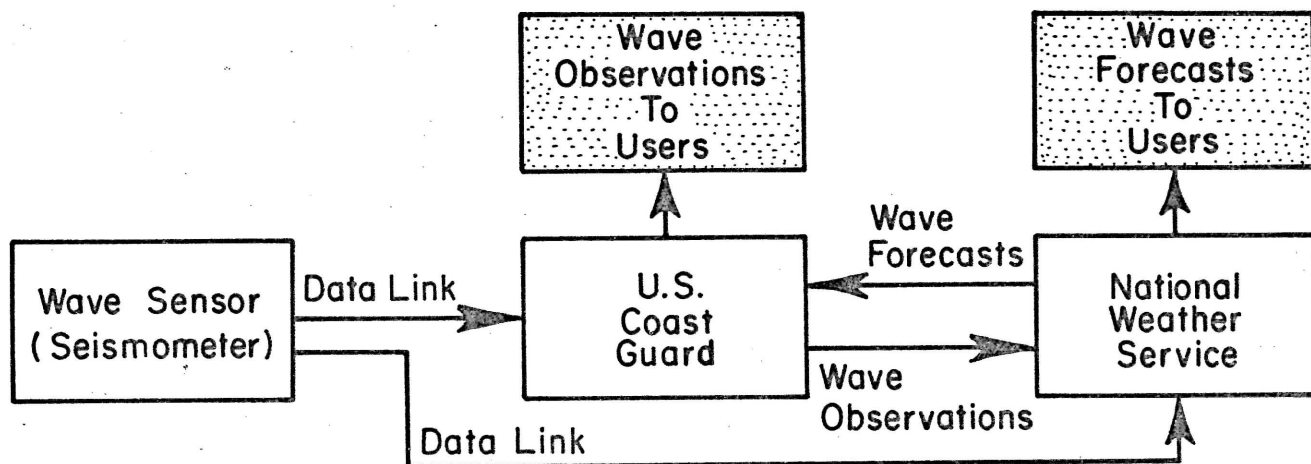 Wave
Observations
To
Users
Wave
Forecasts
To
Users
Wave Sensor
(Seismometer)
Data Link
U.S.
Coast
Guard
Wave
Forecasts
National
Weather
Service
Wave
Observations
Data Link